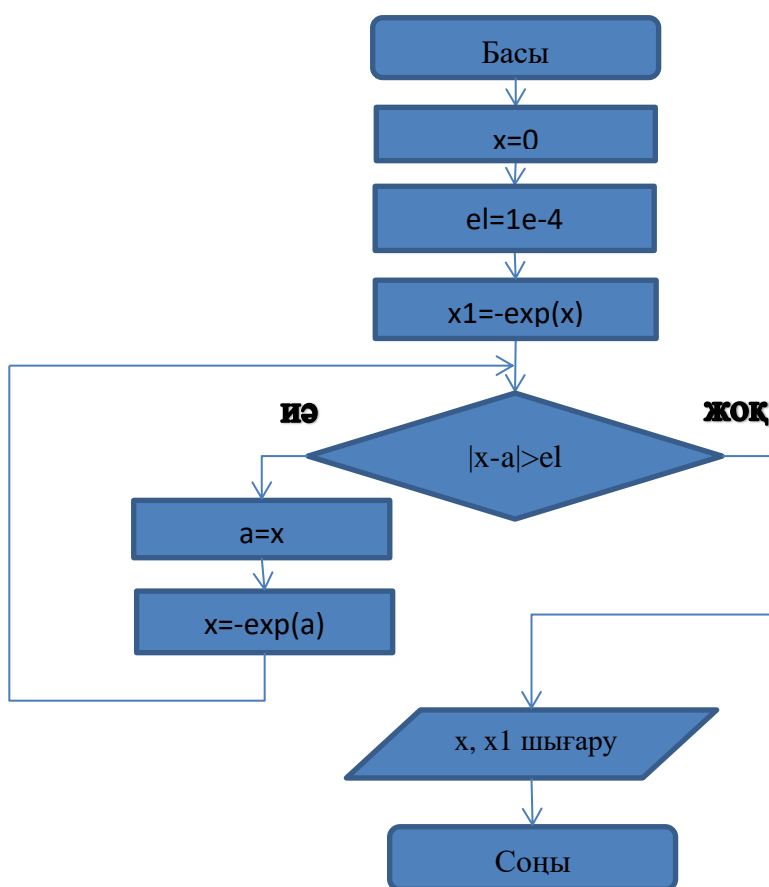 Басы
x=0
el=1e-4
x1=-exp(x)
иә
жоқ
|x-a|>el
a=x
x=-exp(a)
x, x1 шығару
Соңы